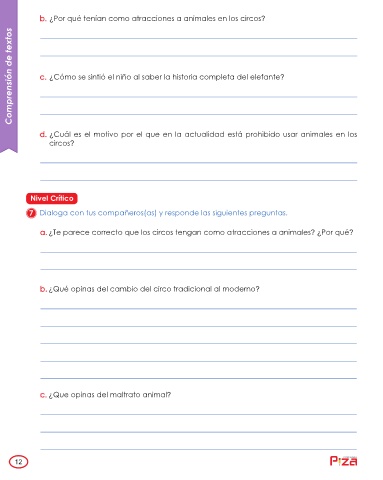 Comprensión de textos
b. ¿Por qué tenían como atracciones a animales en los circos?
c. ¿Cómo se sintió el niño al saber la historia completa del elefante?
d. ¿Cuál es el motivo por el que en la actualidad está prohibido usar animales en los
circos?
Nivel Crítico
7 Dialoga con tus compañeros(as) y responde las siguientes preguntas.
a. ¿Te parece correcto que los circos tengan como atracciones a animales? ¿Por qué?
b. ¿Qué opinas del cambio del circo tradicional al moderno?
c. ¿Que opinas del maltrato animal?
12